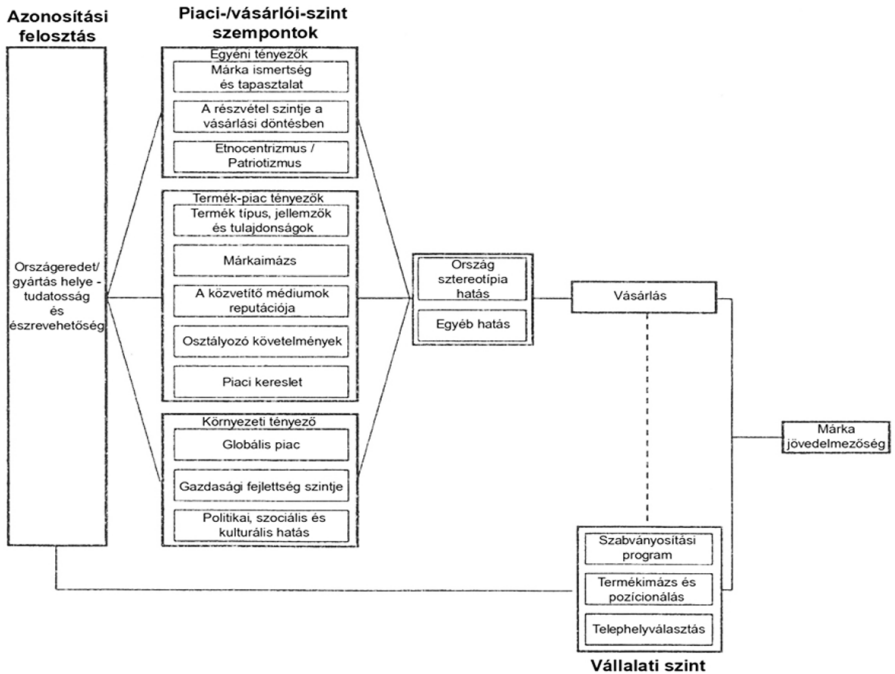 Azonosítási
felosztás
Országeredet/
gyártás helye -
tudatosság
és
észrevehetőség
Piaci-/vásárlói-szint
szempontok
Egyéni tényezők
Márka ismertség
és tapasztalat
A részvétel szintje a
vásárlási döntésben
Etnocentrizmus /
Patriotizmus
Termék-piac tényezők
Termék típus, jellemzők
és tulajdonságok
Márkaimázs
A közvetítő médiumok
reputációja
Osztályozó követelmények
Piaci kereslet
Környezeti tényező
Globális piac
Gazdasági fejlettség szintje
Politikai, szociális és
kulturális hatás
Ország
sztereotípia
hatás
Egyéb hatás
Vásárlás
Márka
jövedelmezőség
Szabványosítási
program
Termékimázs és
pozícionálás
Telephelyválasztás
Vállalati szint